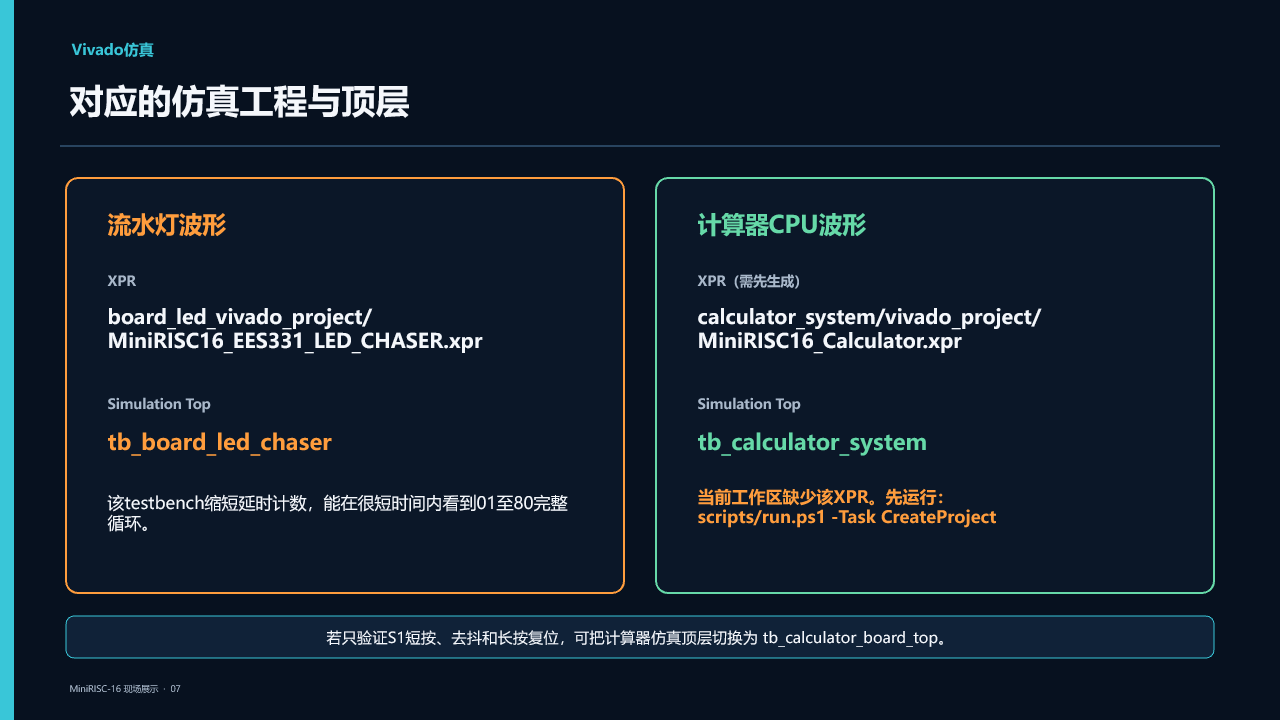 Vivado仿真
对应的仿真工程与顶层
流水灯波形
XPR
board_led_vivado_project/
MiniRISC16_EES331_LED_CHASER.xpr
Simulation Top
tb_board_led_chaser
该testbench缩短延时计数，能在很短时间内看到01至80完整
循环。
计算器CPU波形
XPR（需先生成）
calculator_system/vivado_project/
MiniRISC16_Calculator.xpr
Simulation Top
tb_calculator_system
当前工作区缺少该XPR。先运行：
scripts/run.ps1 -Task CreateProject
若只验证S1短按、去抖和长按复位，可把计算器仿真顶层切换为 tb_calculator_board_top。
MiniRISC-16 现场展示 · 07